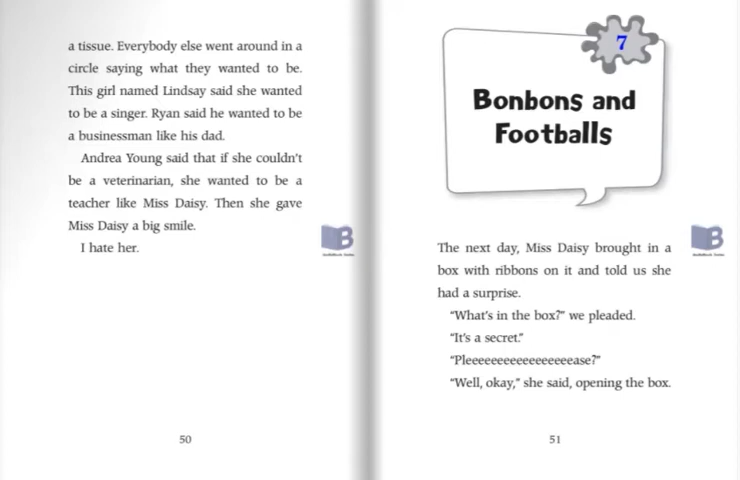 a tissue. Everybody else went around in a
circle saying what they wanted to be.
This girl named Lindsay said she wanted
to be a singer. Ryan said he wanted to be
a businessman like his dad.
Andrea Young said that if she couldn't
be a veterinarian, she wanted to be a
teacher like Miss Daisy. Then she gave
Miss Daisy a big smile.
I hate her.
50
7
Bonbons and
Footballs
The next day, Miss Daisy brought in a
box with ribbons on it and told us she
had a surprise.
"What's in the box?" we pleaded.
"It's a secret."
"Pleeeeeeeeeeeeeeeeease?"
"Well, okay," she said, opening the box.
51